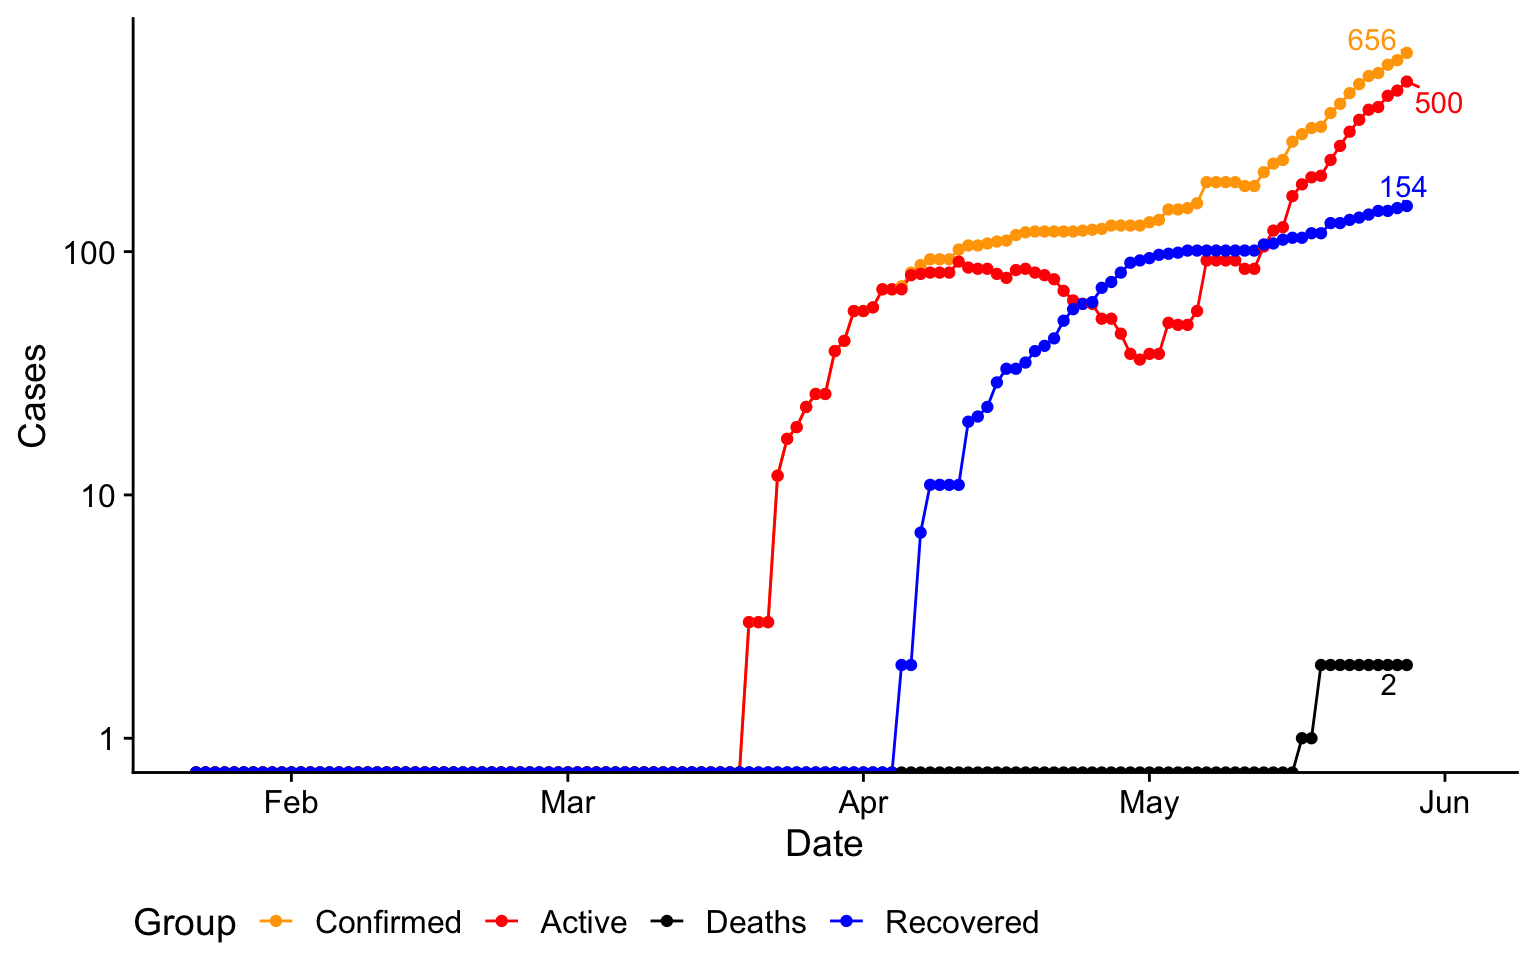 656
500
154
100
10
2
1
Cases
Feb Mar Apr May Jun
Date
Group Confirmed Active Deaths Recovered